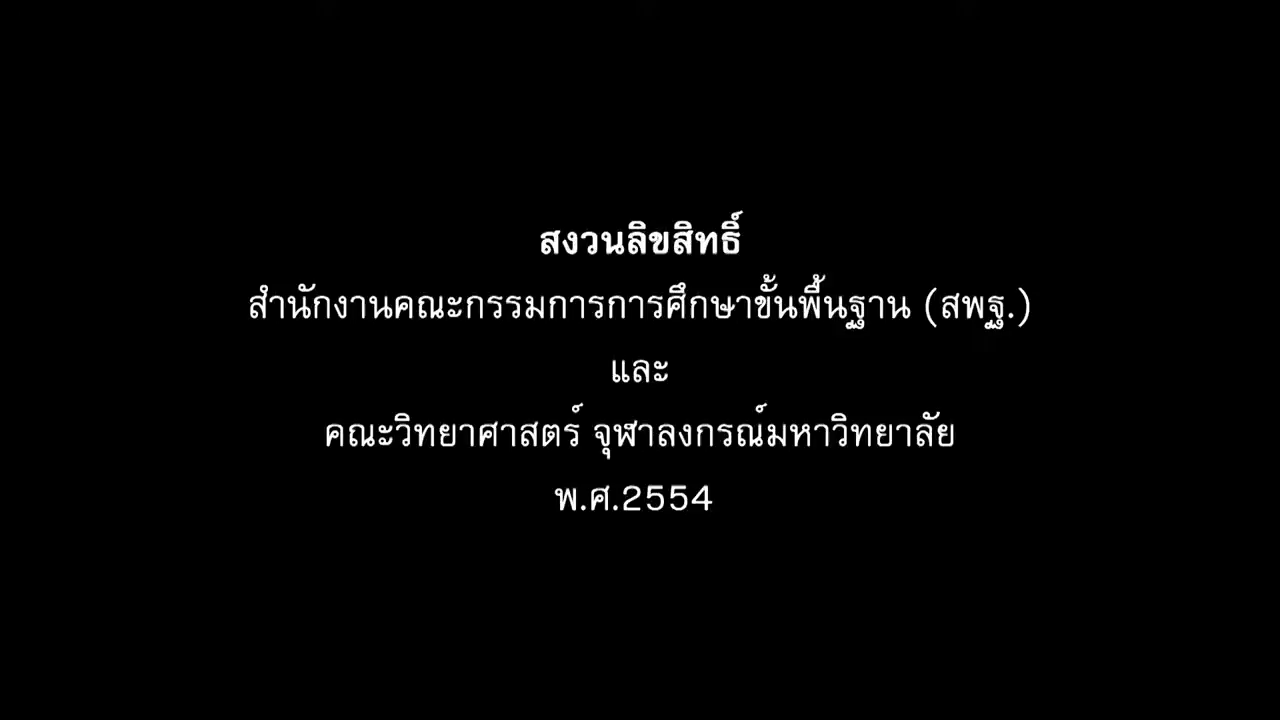 สงวนลิขสิทธิ์
สำนักงานคณะกรรมการการศึกษาขั้นพื้นฐาน (สพฐ.)
และ
คณะวิทยาศาสตร์ จุฬาลงกรณ์มหาวิทยาลัย
พ.ศ.2554